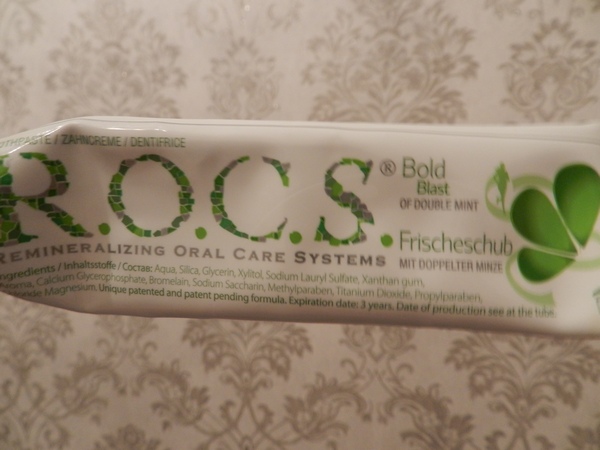 / ZAHNCREME / DENTIFRICE
R.O.C.S.®
REMINERALIZING ORAL CARE SYSTEMS
Bold
Blast
OF DOUBLE MINT
Frischeschub
MIT DOPPELTER MINZE
Ingredients / Inhaltsstoffe / Состав: Aqua, Silica, Glycerin, Xylitol, Sodium Lauryl Sulfate, Xanthan gum,
Calcium Glycerophosphate, Bromelain, Sodium Saccharin, Methylparaben, Titanium Dioxide, Propylparaben,
Magnesium. Unique patented and patent pending formula. Expiration date: 3 years. Date of production see at the tube.